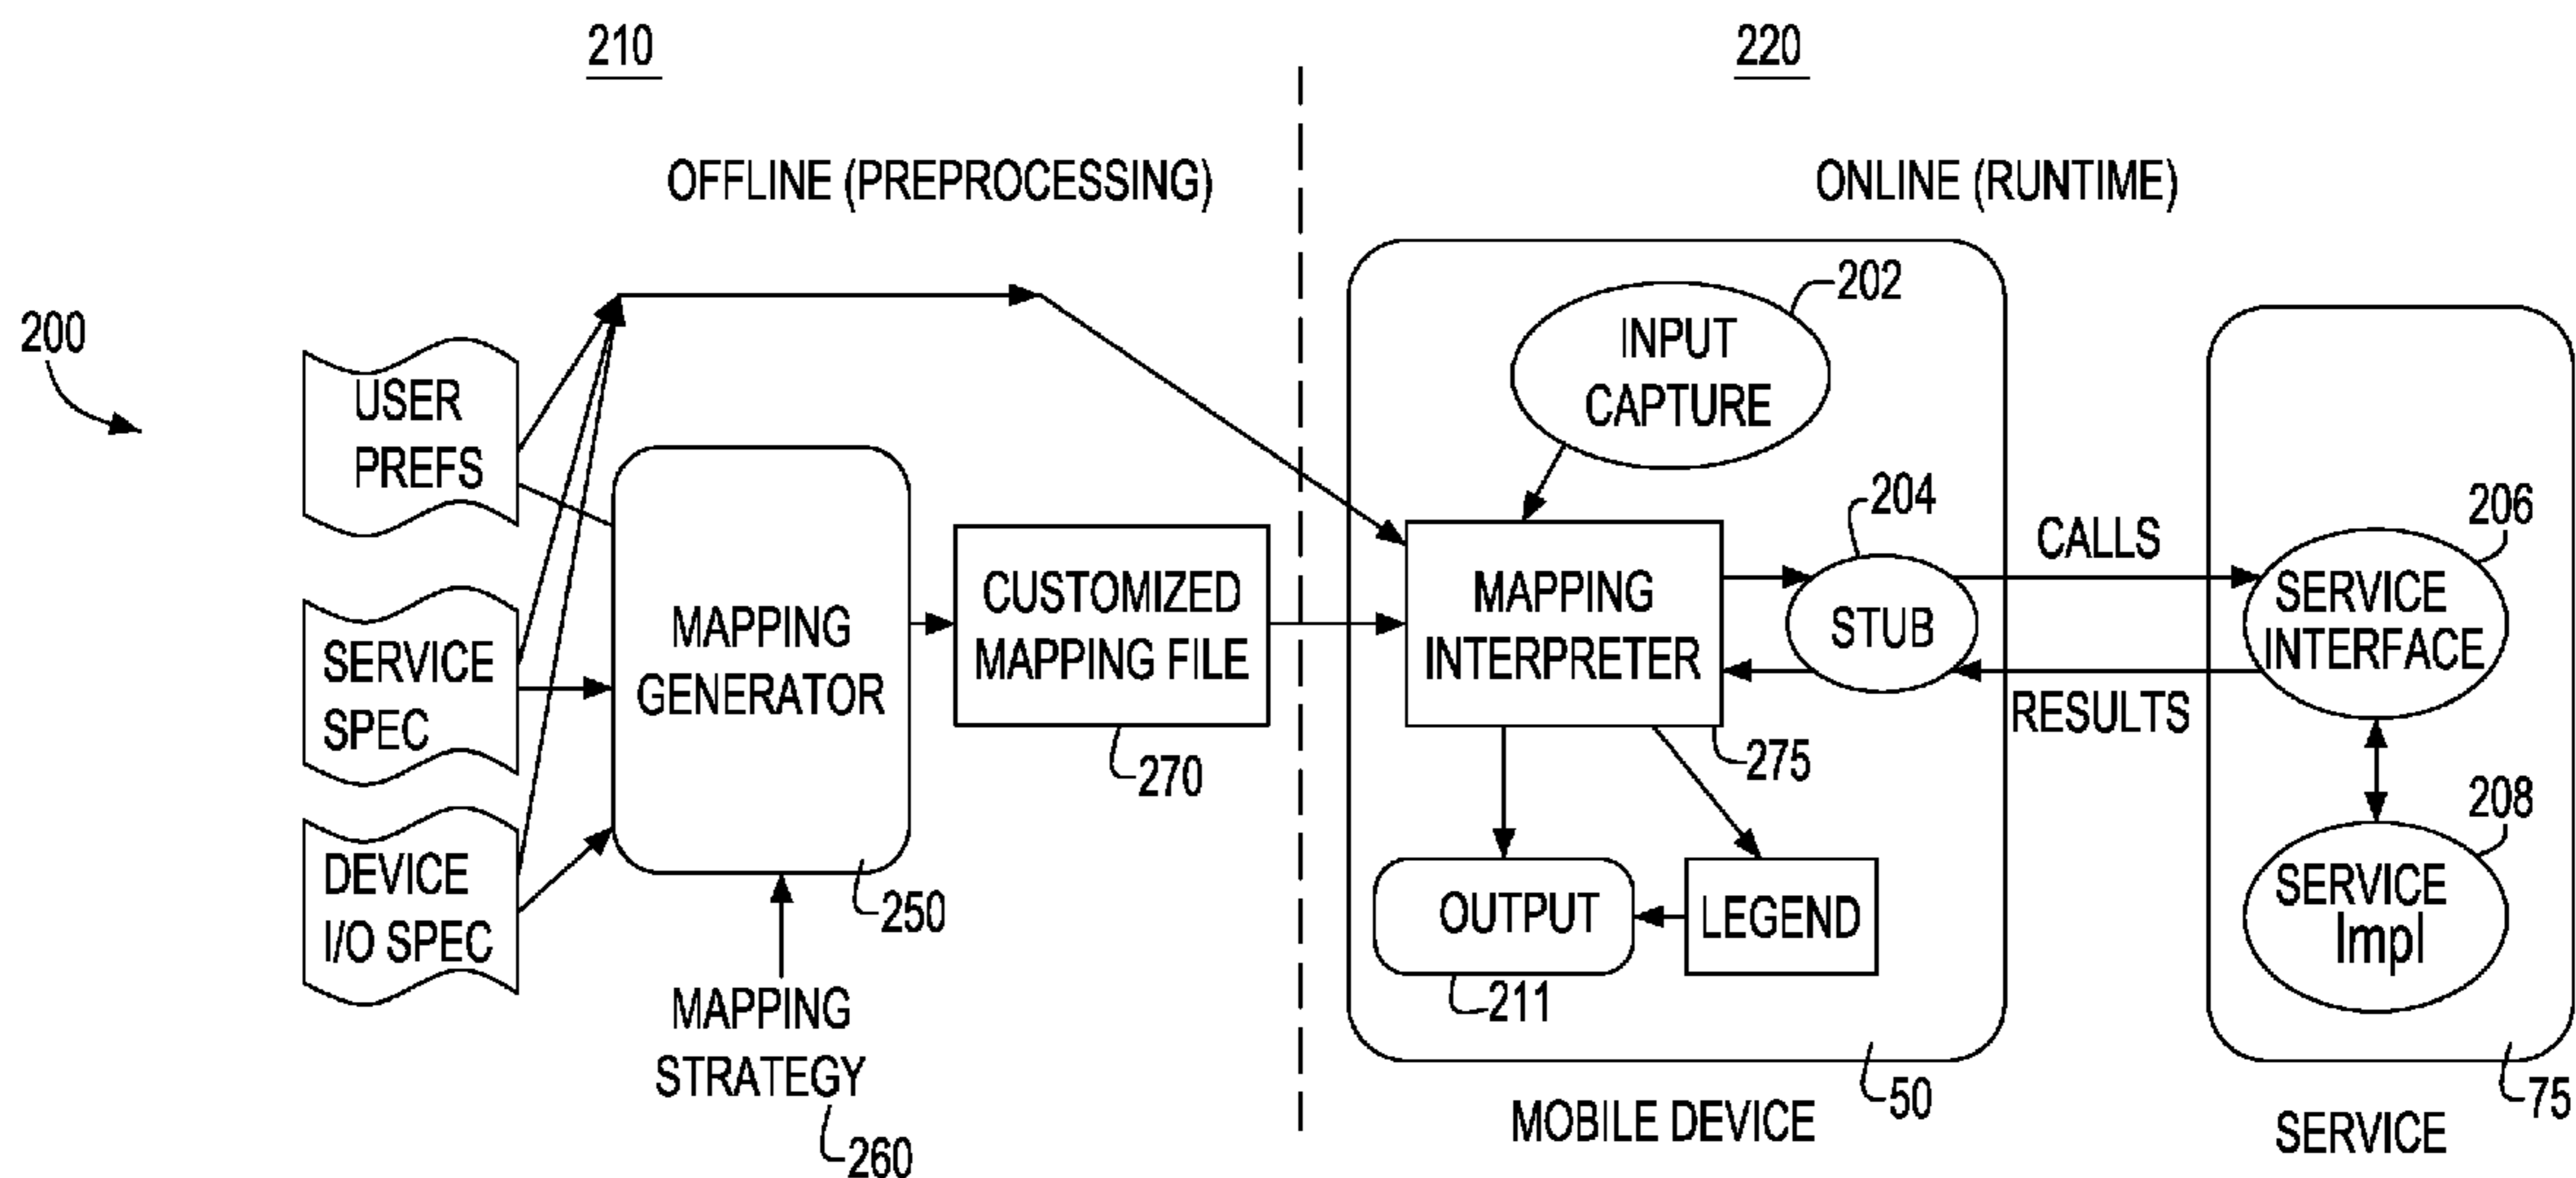 210
220
OFFLINE (PREPROCESSING)
ONLINE (RUNTIME)
200
USER
PREFS
SERVICE
SPEC
DEVICE
I/O SPEC
MAPPING
GENERATOR
250
MAPPING
STRATEGY
260
CUSTOMIZED
MAPPING FILE
270
INPUT
CAPTURE
202
MAPPING
INTERPRETER
275
204
STUB
OUTPUT
211
LEGEND
50
MOBILE DEVICE
CALLS
RESULTS
206
SERVICE
INTERFACE
208
SERVICE
Impl
75
SERVICE